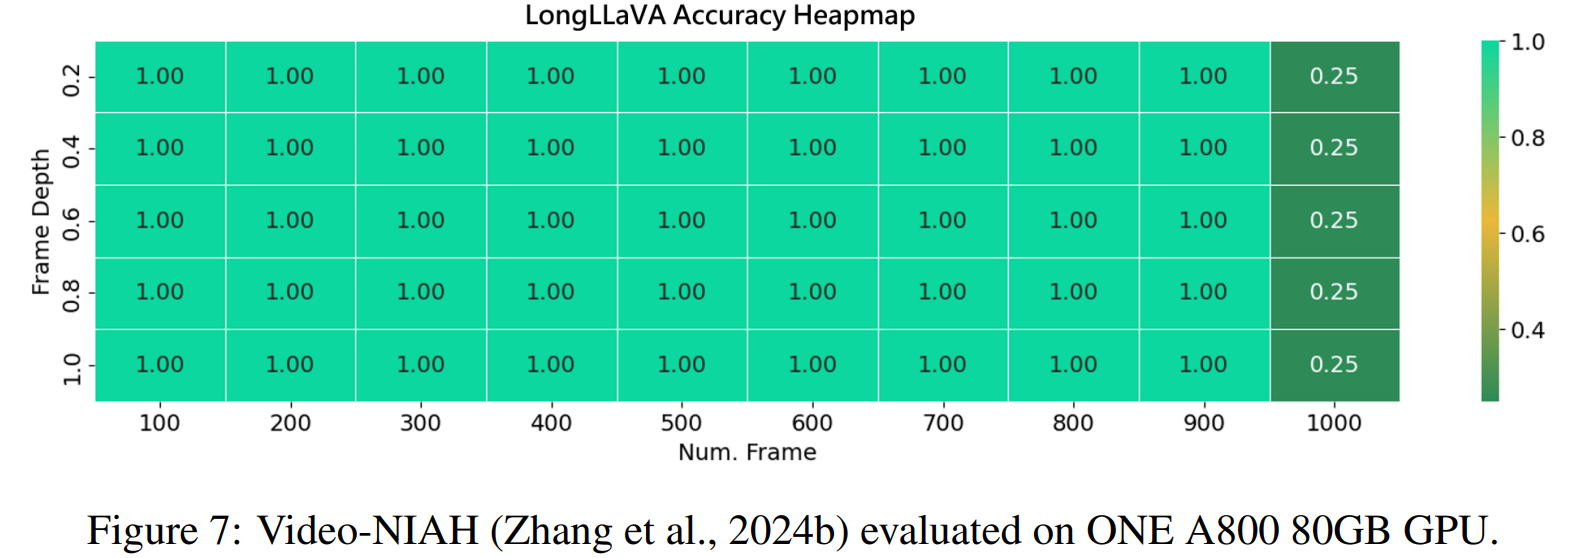 LongLLaVA Accuracy Heapmap
0.2 1.00 1.00 1.00 1.00 1.00 1.00 1.00 1.00 1.00 0.25
0.4 1.00 1.00 1.00 1.00 1.00 1.00 1.00 1.00 1.00 0.25
0.6 1.00 1.00 1.00 1.00 1.00 1.00 1.00 1.00 1.00 0.25
0.8 1.00 1.00 1.00 1.00 1.00 1.00 1.00 1.00 1.00 0.25
1.0 1.00 1.00 1.00 1.00 1.00 1.00 1.00 1.00 1.00 0.25
Frame Depth
100 200 300 400 500 600 700 800 900 1000
Num. Frame
1.0
0.8
0.6
0.4
Figure 7: Video-NIAH (Zhang et al., 2024b) evaluated on ONE A800 80GB GPU.